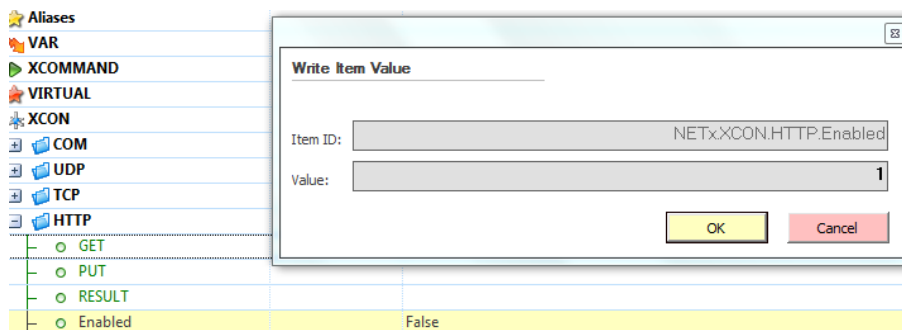 Aliases
VAR
XCOMMAND
VIRTUAL
XCON
COM
UDP
TCP
HTTP
GET
PUT
RESULT
Enabled False
Write Item Value
Item ID: NETx.XCON.HTTP.Enabled
Value: 1
OK Cancel